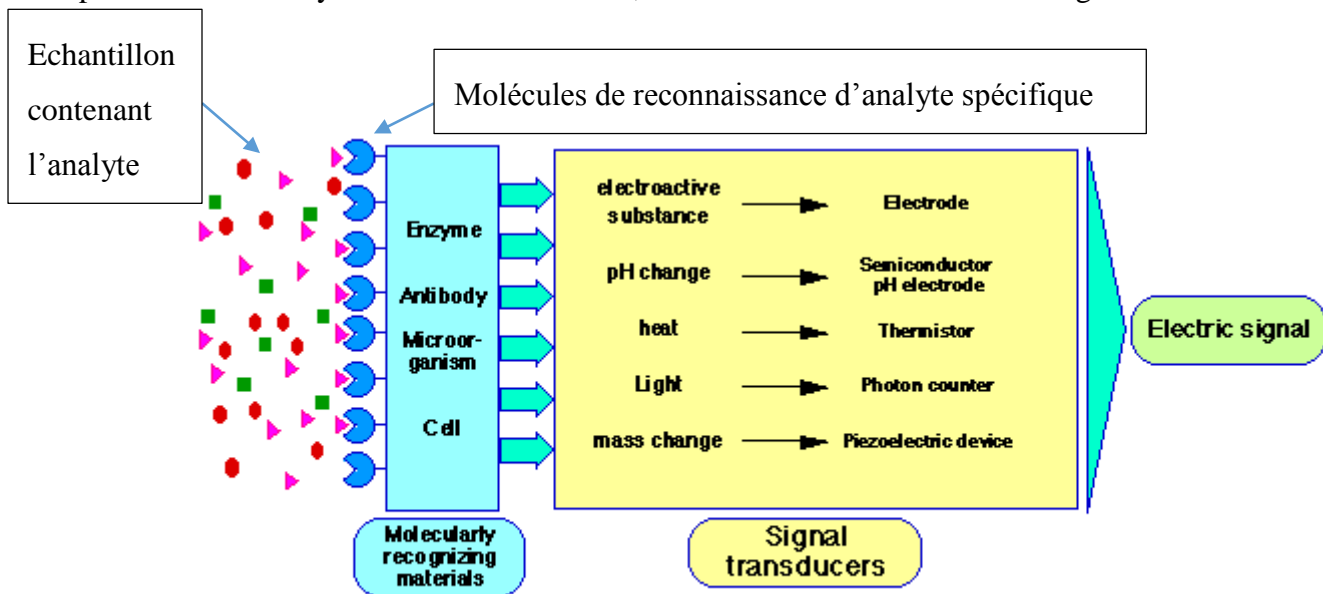 Echantillon
contenant
l’analyte
Molécules de reconnaissance d’analyte spécifique
Enzyme
Antibody
Microor-
ganism
Cell
electroactive
substance
Electrode
pH change
Semiconductor
pH electrode
heat
Thermistor
Light
Photon counter
mass change
Piezoelectric device
Electric signal
Molecularly
recognizing
materials
Signal
transducers